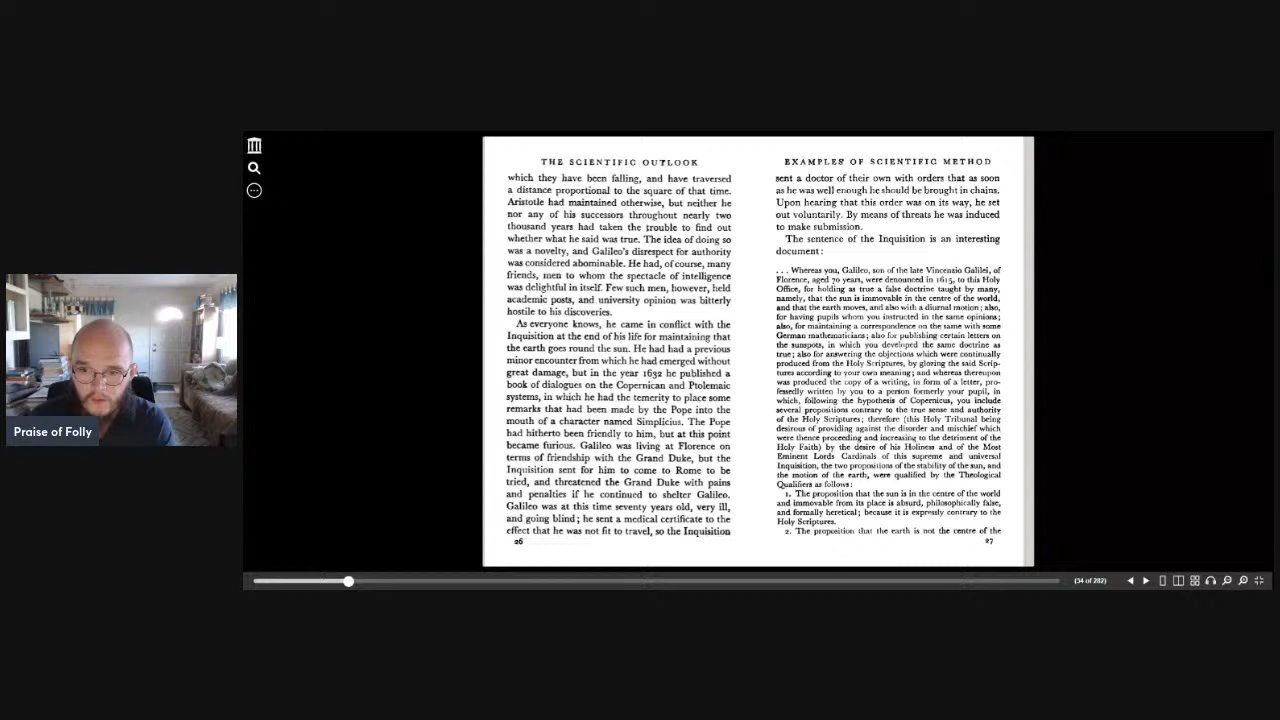 THE SCIENTIFIC OUTLOOK
which they have been falling, and have traversed
a distance proportional to the square of that time.
Aristotle had maintained otherwise, but neither he
nor any of his successors throughout nearly two
thousand years had taken the trouble to find out
whether what he said was true. The idea of doing so
was a novelty, and Galileo's disrespect for authority
was considered abominable. He had, of course, many
friends, men to whom the spectacle of intelligence
was delightful in itself. Few such men, however, held
academic posts, and university opinion was bitterly
hostile to his discoveries.
As everyone knows, he came in conflict with the
Inquisition at the end of his life for maintaining that
the earth goes round the sun. He had had a previous
minor encounter from which he had emerged without
great damage, but in the year 1632 he published a
book of dialogues on the Copernican and Ptolemaic
systems, in which he had the temerity to place some
remarks that had been made by the Pope into the
mouth of a character named Simplicius. The Pope
had hitherto been friendly to him, but at this point
became furious. Galileo was living at Florence on
terms of friendship with the Grand Duke, but the
Inquisition sent for him to come to Rome to be
tried, and threatened the Grand Duke with pains
and penalties if he continued to shelter Galileo.
Galileo was at this time seventy years old, very ill,
and going blind; he sent a medical certificate to the
effect that he was not fit to travel, so the Inquisition
26
EXAMPLES OF SCIENTIFIC METHOD
sent a doctor of their own with orders that as soon
as he was well enough he should be brought in chains.
Upon hearing that this order was on its way, he set
out voluntarily. By means of threats he was induced
to make submission.
The sentence of the Inquisition is an interesting
document:
. . . Whereas you, Galileo, son of the late Vincenzio Galilei, of
Florence, aged 70 years, were denounced in 1615, to this Holy
Office, for holding as true a false doctrine taught by many,
namely, that the sun is immovable in the centre of the world,
and that the earth moves, and also with a diurnal motion; also,
for having pupils whom you instructed in the same opinions;
also, for maintaining a correspondence on the same with some
German mathematicians; also for publishing certain letters on
the sunspots, in which you developed the same doctrine as
true; also for answering the objections which were continually
produced from the Holy Scriptures, by glozing the said Scrip-
tures according to your own meaning; and whereas thereupon
was produced the copy of a writing, in form of a letter, pro-
fessedly written by you to a person formerly your pupil, in
which, following the hypothesis of Copernicus, you include
several propositions contrary to the true sense and authority
of the Holy Scriptures; therefore (this Holy Tribunal being
desirous of providing against the disorder and mischief which
were thence proceeding and increasing to the detriment of the
Holy Faith) by the desire of his Holiness and of the Most
Eminent Lords Cardinals of this supreme and universal
Inquisition, the two propositions of the stability of the sun, and
the motion of the earth, were qualified by the Theological
Qualifiers as follows:
1. The proposition that the sun is in the centre of the world
and immovable from its place is absurd, philosophically false,
and formally heretical; because it is expressly contrary to the
Holy Scriptures.
2. The proposition that the earth is not the centre of the
27
Praise of Folly
(34 of 282)